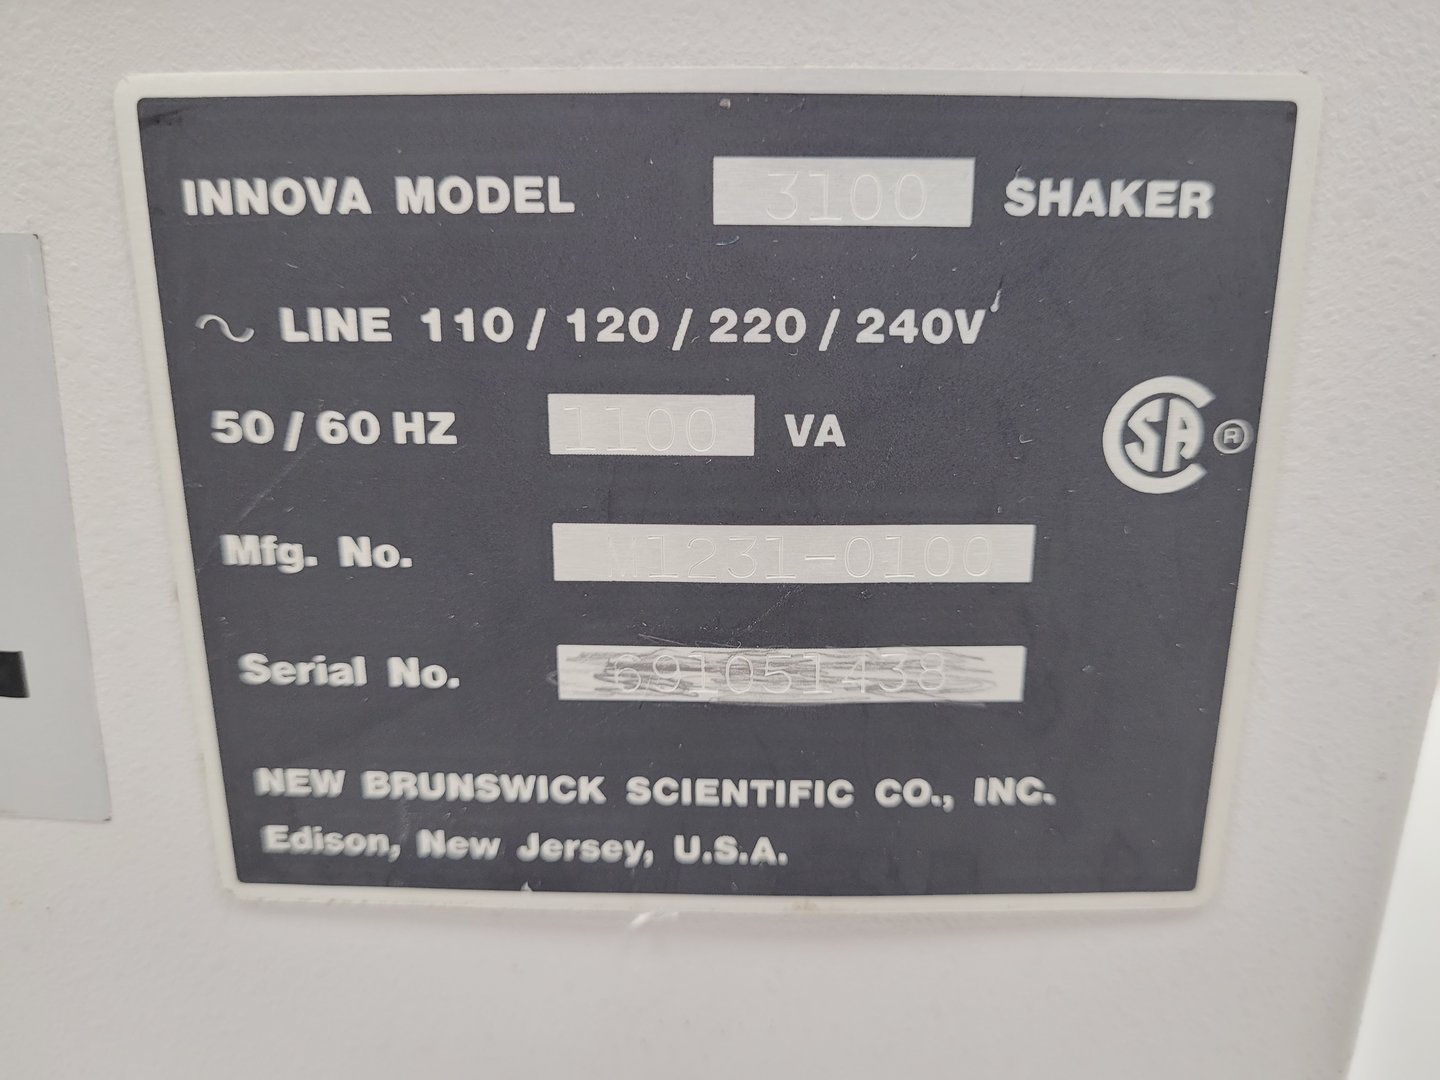 INNOVA MODEL 3100 SHAKER
~ LINE 110 / 120 / 220 / 240V
50 / 60 HZ 1100 VA
CSA ®
Mfg. No. M1231-0100
Serial No. 691051438
NEW BRUNSWICK SCIENTIFIC CO., INC.
Edison, New Jersey, U.S.A.